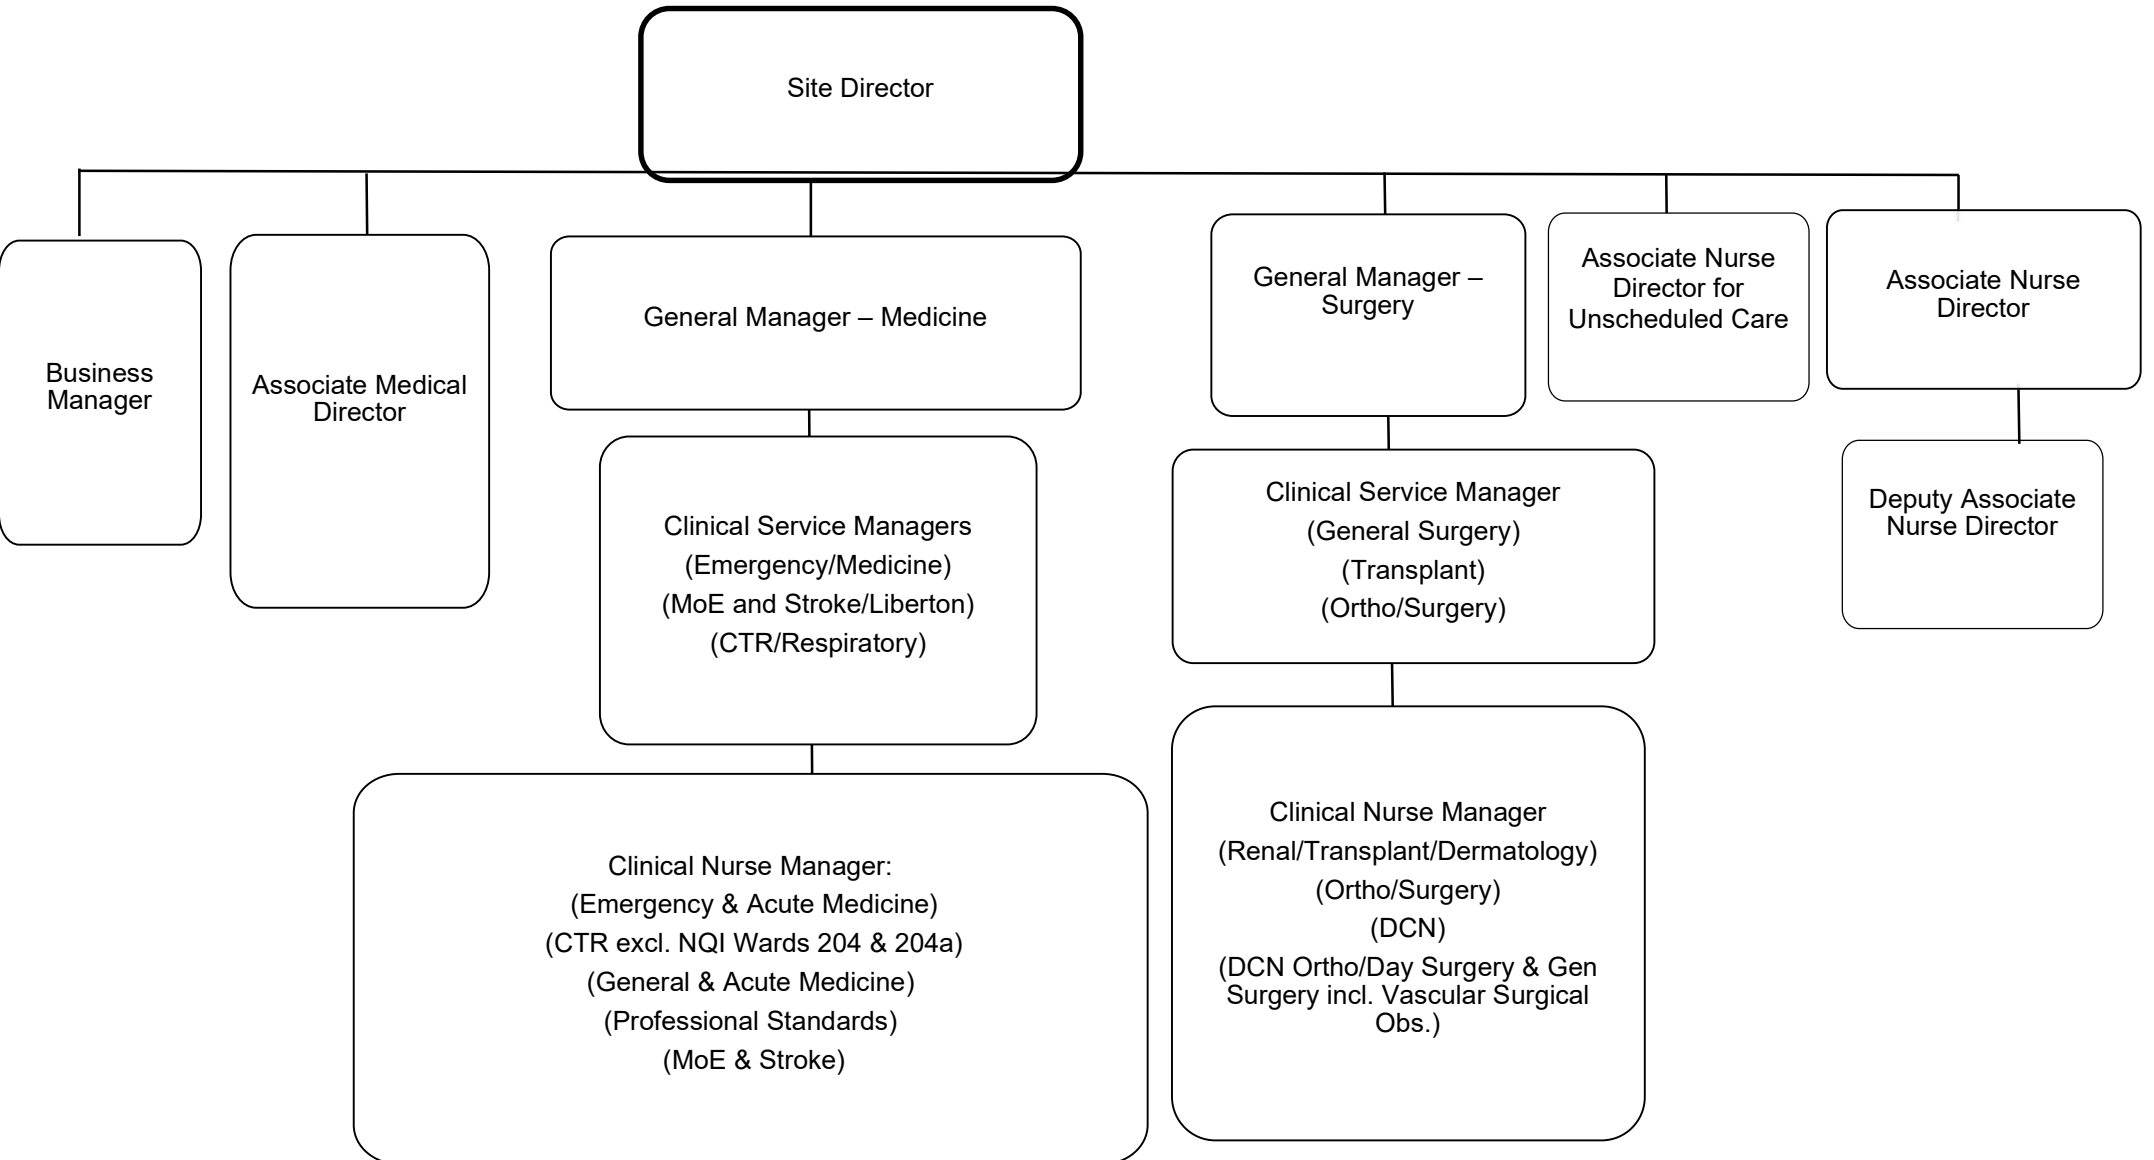 Site Director
Business
Manager
Associate Medical
Director
General Manager – Medicine
General Manager –
Surgery
Associate Nurse
Director for
Unscheduled Care
Associate Nurse
Director
Clinical Service Managers
(Emergency/Medicine)
(MoE and Stroke/Liberton)
(CTR/Respiratory)
Clinical Service Manager
(General Surgery)
(Transplant)
(Ortho/Surgery)
Deputy Associate
Nurse Director
Clinical Nurse Manager:
(Emergency & Acute Medicine)
(CTR excl. NQI Wards 204 & 204a)
(General & Acute Medicine)
(Professional Standards)
(MoE & Stroke)
Clinical Nurse Manager
(Renal/Transplant/Dermatology)
(Ortho/Surgery)
(DCN)
(DCN Ortho/Day Surgery & Gen
Surgery incl. Vascular Surgical
Obs.)